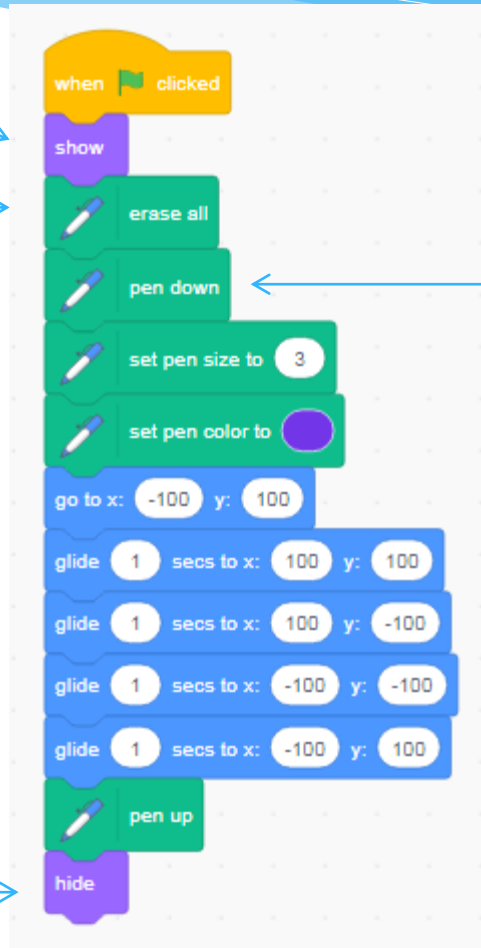 when clicked
show
erase all
pen down
set pen size to 3
set pen color to
go to x: -100 y: 100
glide 1 secs to x: 100 y: 100
glide 1 secs to x: 100 y: -100
glide 1 secs to x: -100 y: -100
glide 1 secs to x: -100 y: 100
pen up
hide